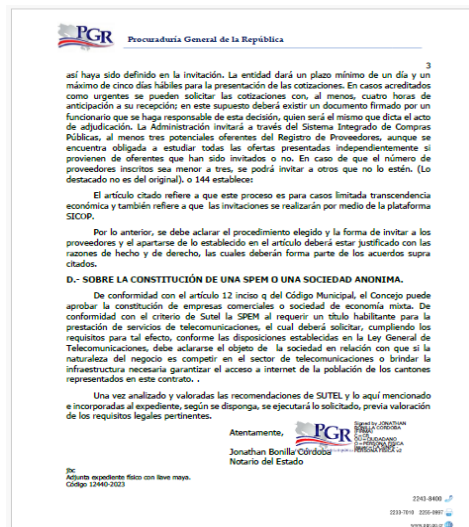 PGR
Procuraduría General de la República
3
así haya sido definido en la invitación. La entidad dará un plazo mínimo de un día y un
máximo de cinco días hábiles para la presentación de las cotizaciones. En casos acreditados
como urgentes se pueden solicitar las cotizaciones con, al menos, cuatro horas de
anticipación a su recepción; en este supuesto deberá existir un documento firmado por un
funcionario que se haga responsable de esta decisión, quien será el mismo que dicta el acto
de adjudicación. La Administración invitará a través del Sistema Integrado de Compras
Públicas, al menos tres potenciales oferentes del Registro de Proveedores, aunque se
encuentra obligada a estudiar todas las ofertas presentadas independientemente si
provienen de oferentes que han sido invitados o no. En caso de que el número de
proveedores inscritos sea menor a tres, se podrá invitar a otros que no lo estén. (Lo
destacado no es del original). o 144 establece:
El artículo citado refiere a que este proceso es para casos limitada transcendencia
económica y también refiere a que las invitaciones se realizarán por medio de la plataforma
SICOP.
Por lo anterior, se debe aclarar el procedimiento elegido y la forma de invitar a los
proveedores y el apartarse de lo establecido en el artículo deberá estar justificado con las
razones de hecho y de derecho, las cuales deberán forma parte de los acuerdos supra
citados.
D.- SOBRE LA CONSTITUCIÓN DE UNA SPEM O UNA SOCIEDAD ANONIMA.
De conformidad con el artículo 12 inciso q del Código Municipal, el Concejo puede
aprobar la constitución de empresas comerciales o sociedad de economía mixta. De
conformidad con el criterio de Sutel la SPEM al requerir un título habilitante para la
prestación de servicios de telecomunicaciones, el cual deberá solicitar, cumpliendo los
requisitos para tal efecto, conforme las disposiciones establecidas en la Ley General de
Telecomunicaciones, debe aclararse el objeto de la sociedad en relación con que si la
naturaleza del negocio es competir en el sector de telecomunicaciones o brindar la
infraestructura necesaria garantizar el acceso a internet de la población de los cantones
representados en este contrato. .
Una vez analizado y valoradas las recomendaciones de SUTEL y lo aquí mencionado
e incorporadas al expediente, según se disponga, se ejecutará lo solicitado, previa valoración
de los requisitos legales pertinentes.
Atentamente,
PGR
Signed by JONATHAN
BONILLA CORDOBA
(FIRMA)
Jonathan Bonilla Córdoba
Notario del Estado
jbc
Adjunta expediente físico con llave maya.
Código 12440-2023
2243-8400